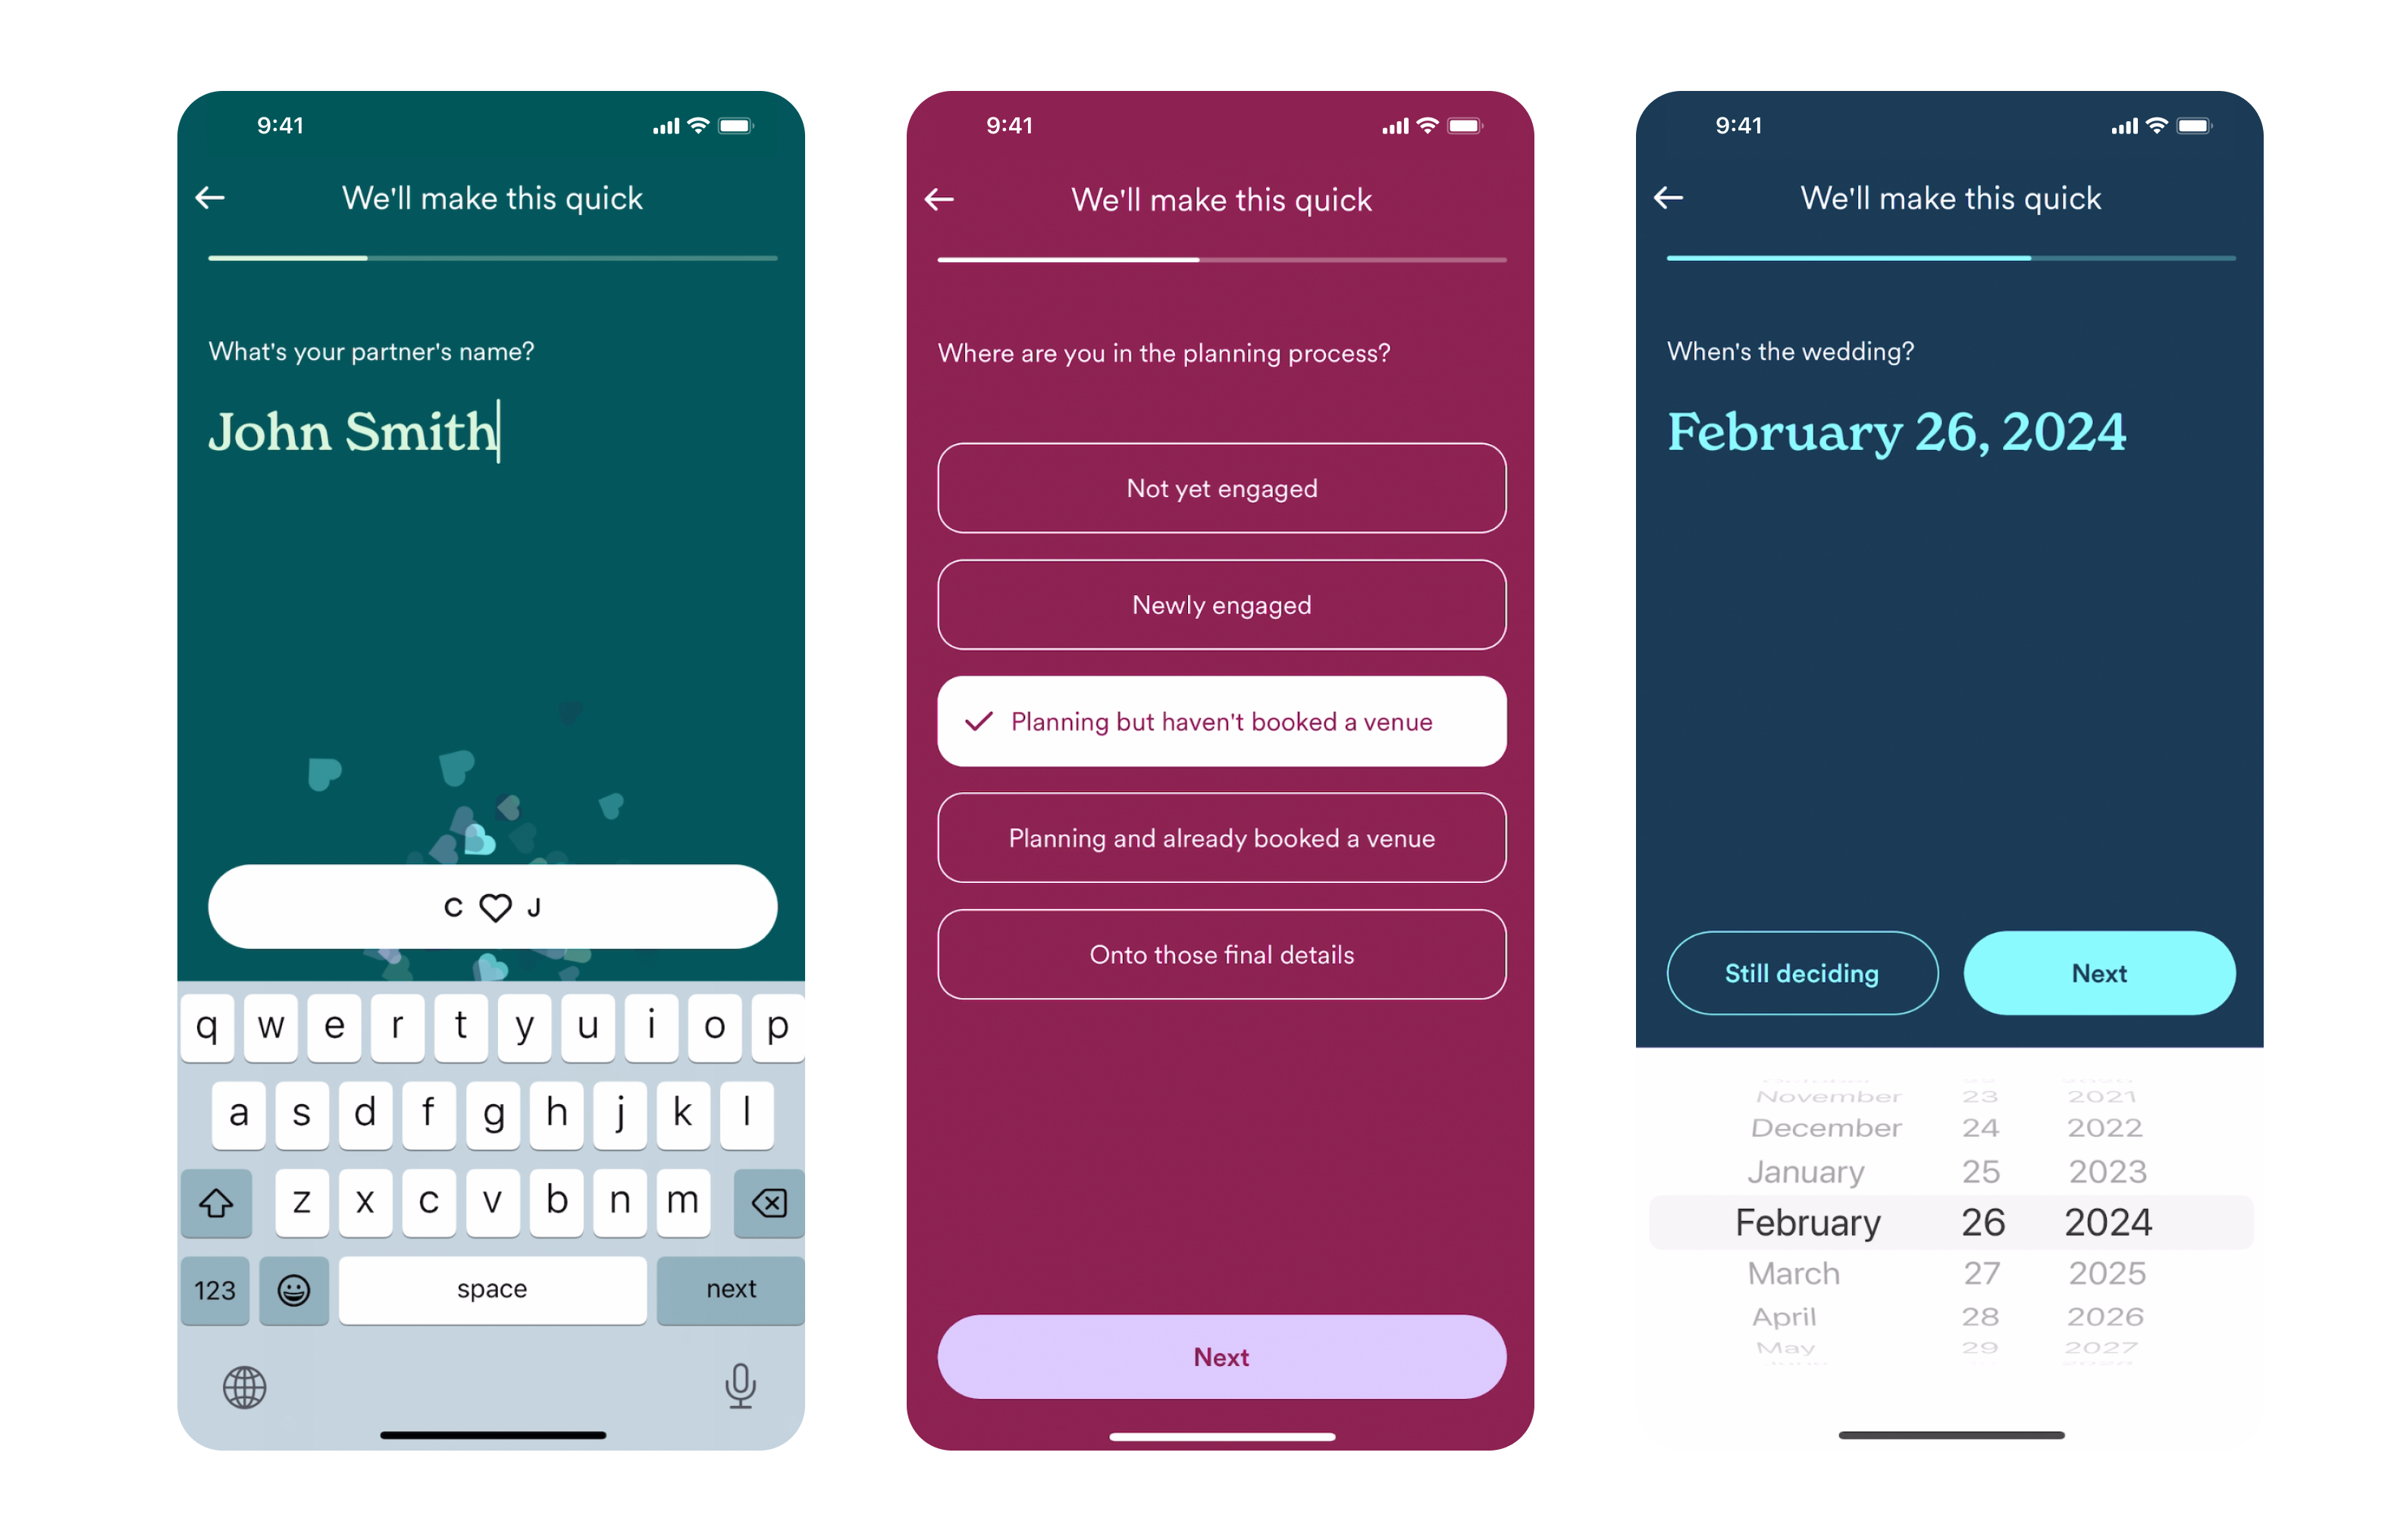 9:41
We'll make this quick
What's your partner's name?
John Smith
C J
q w e r t y u i o p
a s d f g h j k l
z x c v b n m
123 space next
9:41
We'll make this quick
Where are you in the planning process?
Not yet engaged
Newly engaged
Planning but haven't booked a venue
Planning and already booked a venue
Onto those final details
Next
9:41
We'll make this quick
When's the wedding?
February 26, 2024
Still deciding Next
November 23 2021
December 24 2022
January 25 2023
February 26 2024
March 27 2025
April 28 2026
May 29 2027